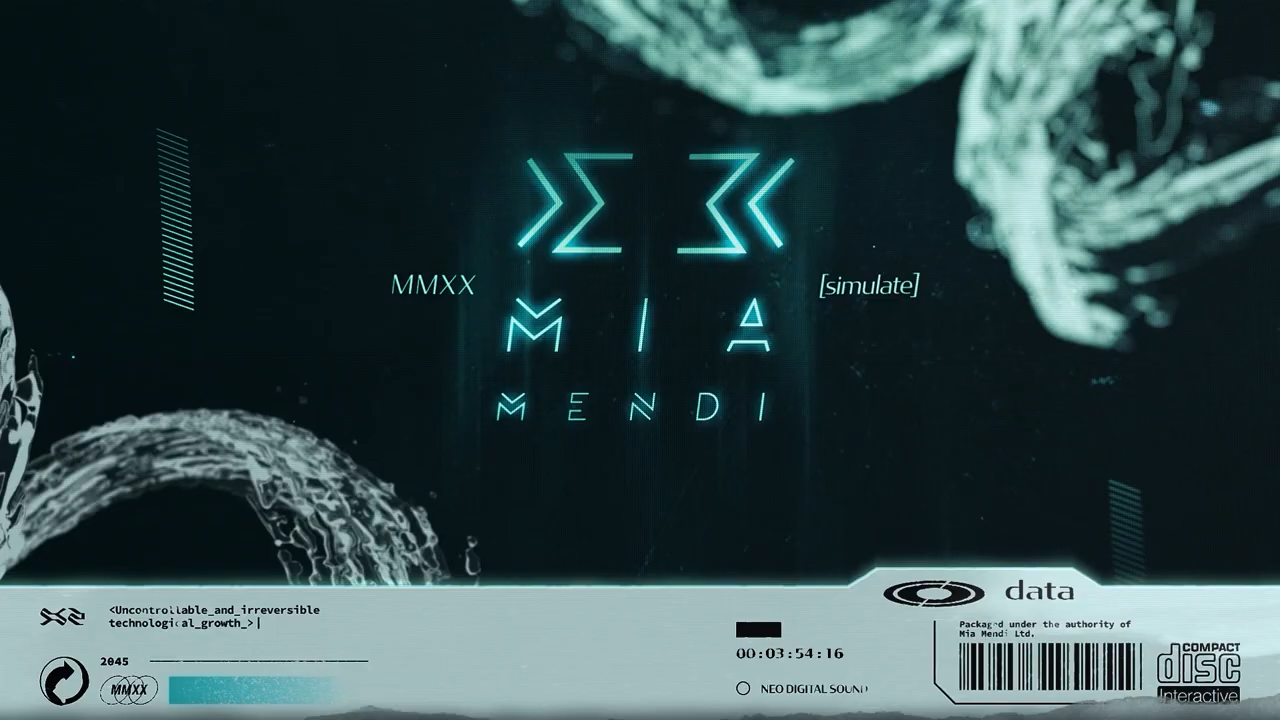 MMXX
[simulate]
MIA
MENDI
data
<Uncontrollable_and_irreversible
technological_growth_>|
Packaged under the authority of
Mia Mendi Ltd.
00:03:54:16
2045
MMXX
NEO DIGITAL SOUND
COMPACT
disc
Interactive